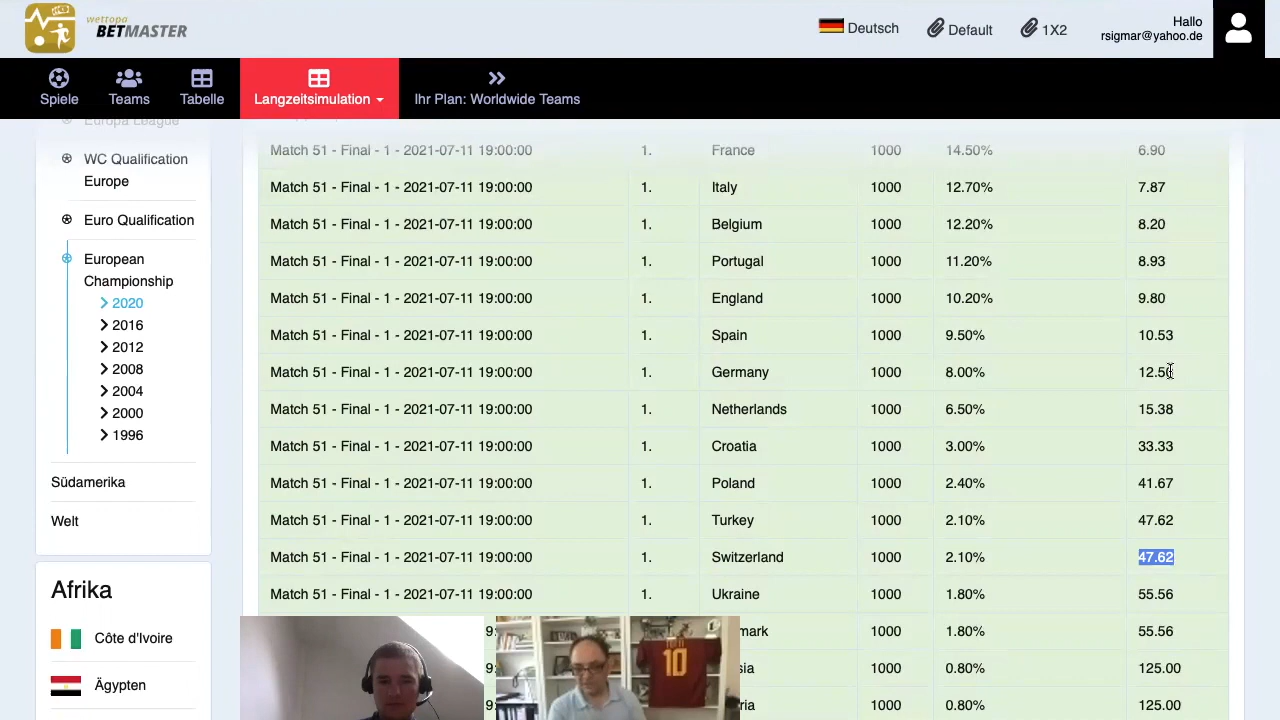 wettopa
BETMASTER
Deutsch
Default
1X2
Hallo
rsigmar@yahoo.de
Spiele
Teams
Tabelle
Langzeitsimulation
Ihr Plan: Worldwide Teams
Europa League
WC Qualification
Europe
Euro Qualification
European
Championship
2020
2016
2012
2008
2004
2000
1996
Südamerika
Welt
Afrika
Côte d'Ivoire
Ägypten
Match 51 - Final - 1 - 2021-07-11 19:00:00 1. France 1000 14.50% 6.90
Match 51 - Final - 1 - 2021-07-11 19:00:00 1. Italy 1000 12.70% 7.87
Match 51 - Final - 1 - 2021-07-11 19:00:00 1. Belgium 1000 12.20% 8.20
Match 51 - Final - 1 - 2021-07-11 19:00:00 1. Portugal 1000 11.20% 8.93
Match 51 - Final - 1 - 2021-07-11 19:00:00 1. England 1000 10.20% 9.80
Match 51 - Final - 1 - 2021-07-11 19:00:00 1. Spain 1000 9.50% 10.53
Match 51 - Final - 1 - 2021-07-11 19:00:00 1. Germany 1000 8.00% 12.50
Match 51 - Final - 1 - 2021-07-11 19:00:00 1. Netherlands 1000 6.50% 15.38
Match 51 - Final - 1 - 2021-07-11 19:00:00 1. Croatia 1000 3.00% 33.33
Match 51 - Final - 1 - 2021-07-11 19:00:00 1. Poland 1000 2.40% 41.67
Match 51 - Final - 1 - 2021-07-11 19:00:00 1. Turkey 1000 2.10% 47.62
Match 51 - Final - 1 - 2021-07-11 19:00:00 1. Switzerland 1000 2.10% 47.62
Match 51 - Final - 1 - 2021-07-11 19:00:00 1. Ukraine 1000 1.80% 55.56
mark 1000 1.80% 55.56
sia 1000 0.80% 125.00
ria 1000 0.80% 125.00
10